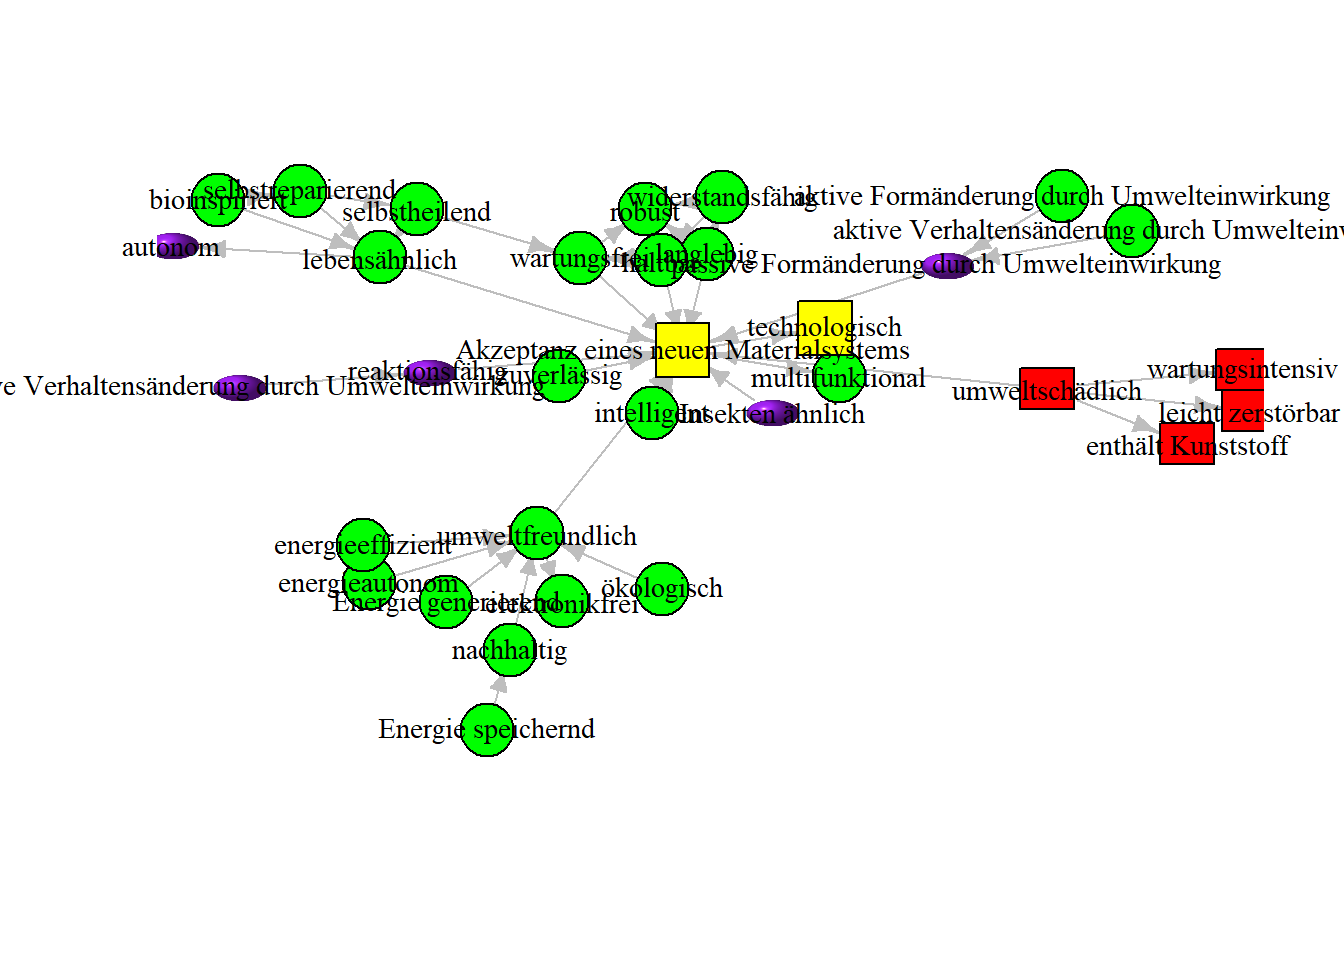 selbstreparierend
bioinspiriert
widerstandsfähig
aktive Formänderung durch Umwelteinwirkung
selbstheilend
robust
aktive Verhaltensänderung durch Umwelteinw
autonom
lebensähnlich
wartungsfrei
haltbar
langlebig
passive Formänderung durch Umwelteinwirkung
technologisch
Akzeptanz eines neuen Materialsystems
reaktionsfähig
zuverlässig
multifunktional
wartungsintensiv
ve Verhaltensänderung durch Umwelteinwirkung
umweltschädlich
intelligent
Insekten ähnlich
leicht zerstörbar
enthält Kunststoff
umweltfreundlich
energieeffizient
energieautonom
ökologisch
Energie generierend
elektronikfrei
nachhaltig
Energie speichernd